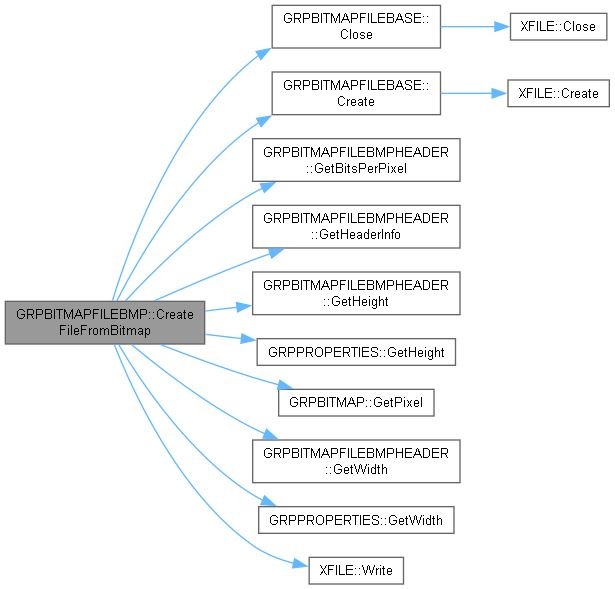 GRPBITMAPFILEBASE::
Close
XFILE::Close
GRPBITMAPFILEBASE::
Create
XFILE::Create
GRPBITMAPFILEBMPHEADER
::GetBitsPerPixel
GRPBITMAPFILEBMPHEADER
::GetHeaderInfo
GRPBITMAPFILEBMPHEADER
::GetHeight
GRPBITMAPFILEBMP::Create
FileFromBitmap
GRPPROPERTIES::GetHeight
GRPBITMAP::GetPixel
GRPBITMAPFILEBMPHEADER
::GetWidth
GRPPROPERTIES::GetWidth
XFILE::Write